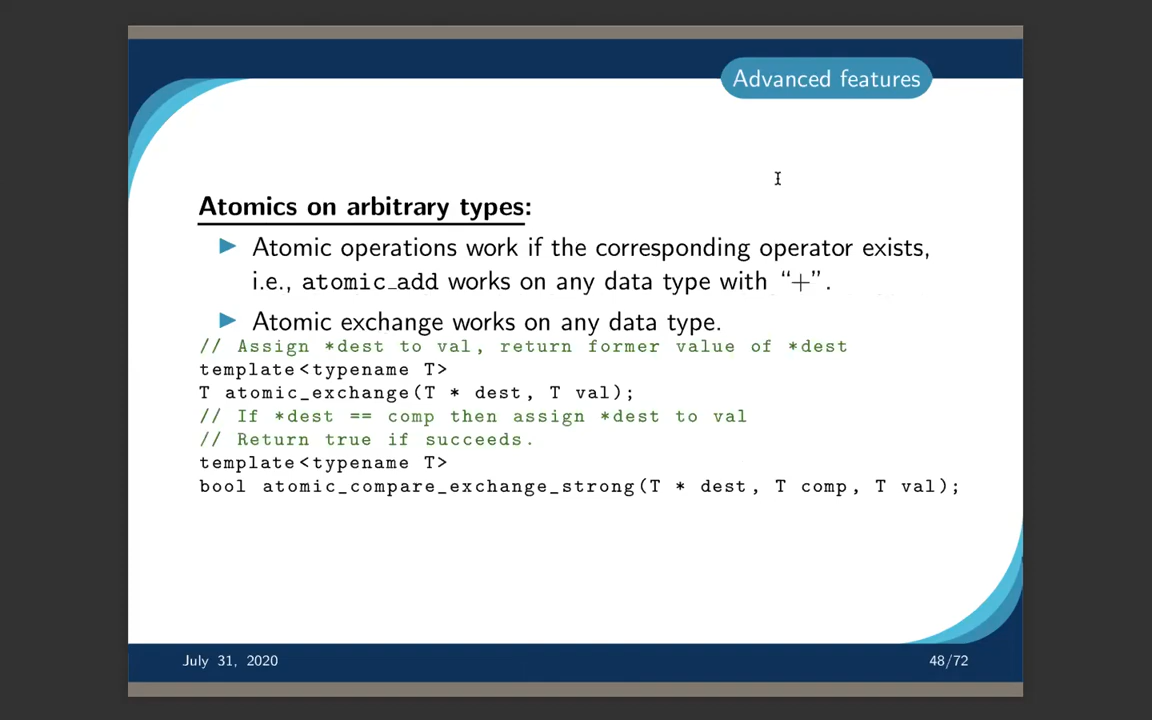 Advanced features
Atomics on arbitrary types:
▶ Atomic operations work if the corresponding operator exists,
i.e., atomic_add works on any data type with “+”.
▶ Atomic exchange works on any data type.
// Assign *dest to val, return former value of *dest
template<typename T>
T atomic_exchange(T * dest, T val);
// If *dest == comp then assign *dest to val
// Return true if succeeds.
template<typename T>
bool atomic_compare_exchange_strong(T * dest, T comp, T val);
July 31, 2020
48/72